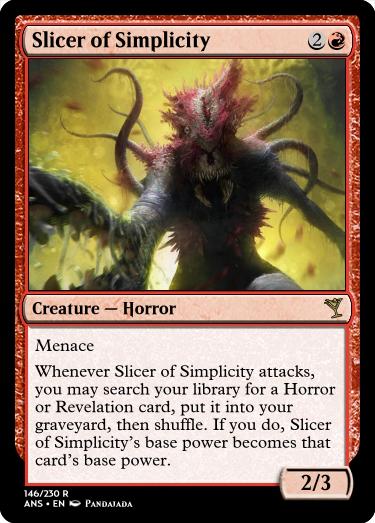 Slicer of Simplicity 2
Creature — Horror
Menace
Whenever Slicer of Simplicity attacks,
you may search your library for a Horror
or Revelation card, put it into your
graveyard, then shuffle. If you do, Slicer
of Simplicity's base power becomes that
card's base power.
2/3
146/230 R
ANS • EN Pandajada